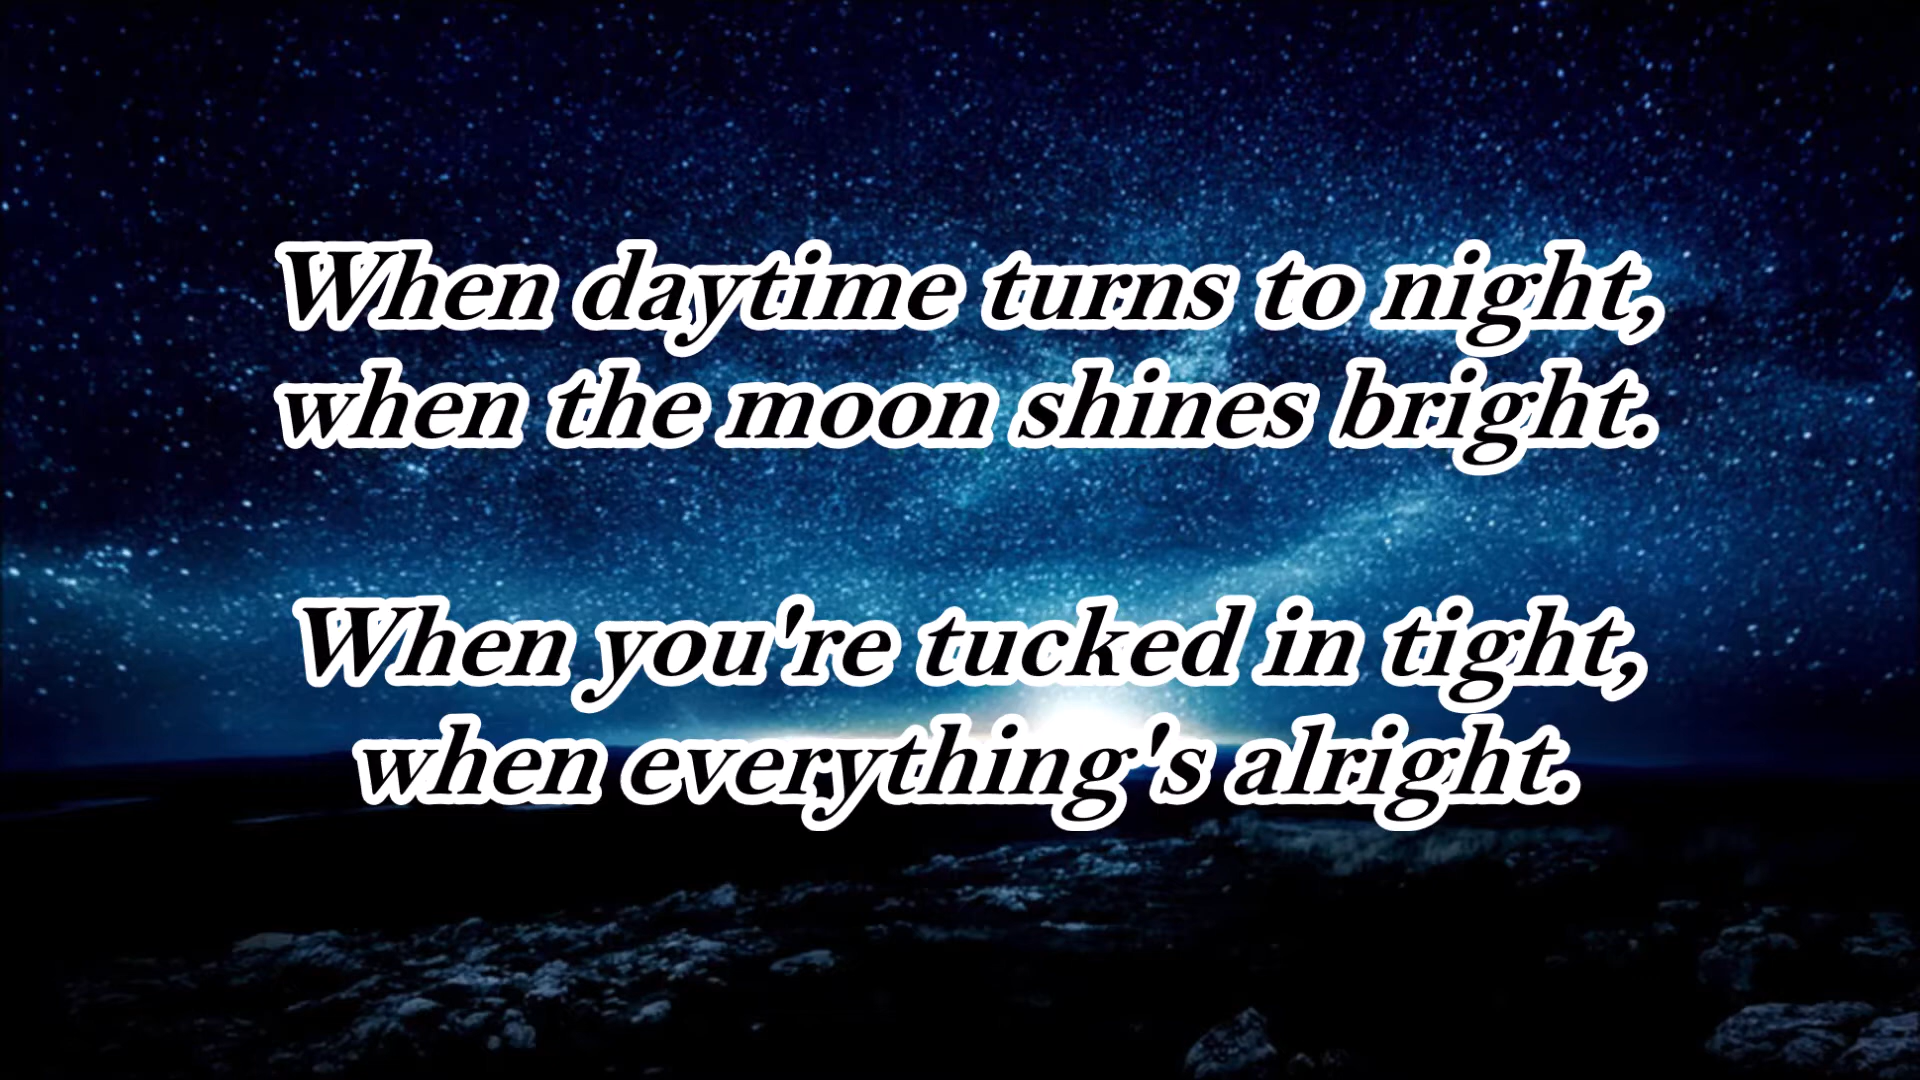 When daytime turns to night,
when the moon shines bright.
When you're tucked in tight,
when everything's alright.